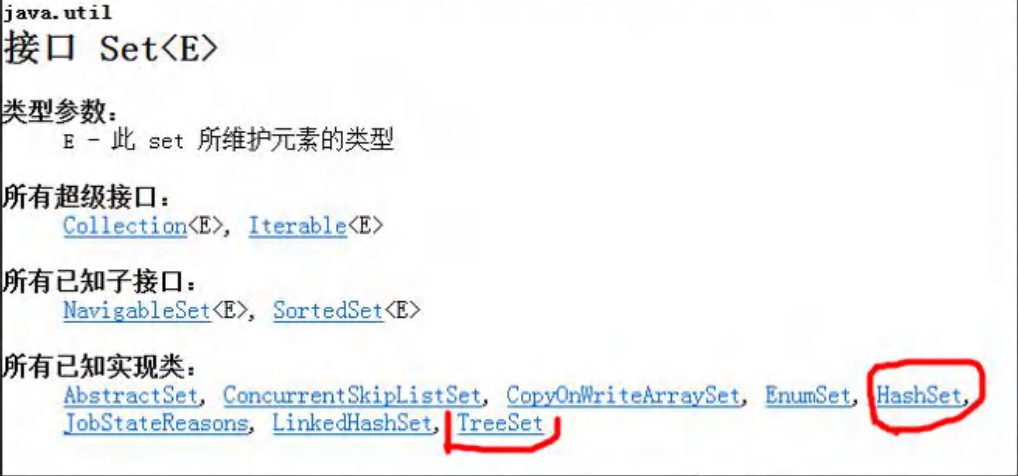 java.util
接口 Set<E>
类型参数：
E - 此 set 所维护元素的类型
所有超级接口：
Collection<E>, Iterable<E>
所有已知子接口：
NavigableSet<E>, SortedSet<E>
所有已知实现类：
AbstractSet, ConcurrentSkipListSet, CopyOnWriteArraySet, EnumSet, HashSet,
JobStateReasons, LinkedHashSet, TreeSet